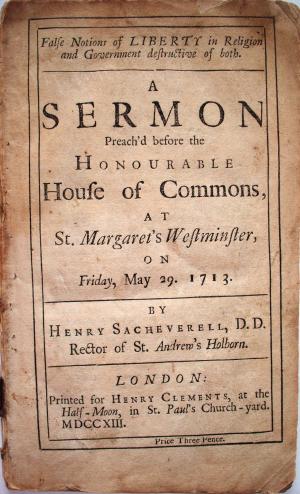 Falſe Notions of LIBERTY in Religion
and Government deſtructive of both.
A
SERMON
Preach'd before the
HONOURABLE
Houſe of Commons,
AT
St. Margaret's Weſtminſter,
ON
Friday, May 29. 1713.
BY
HENRY SACHEVERELL, D.D.
Rector of St. Andrew's Holborn.
LONDON:
Printed for HENRY CLEMENTS, at the
Half-Moon, in St. Paul's Church-yard.
MDCCXIII.
Price Three Pence.